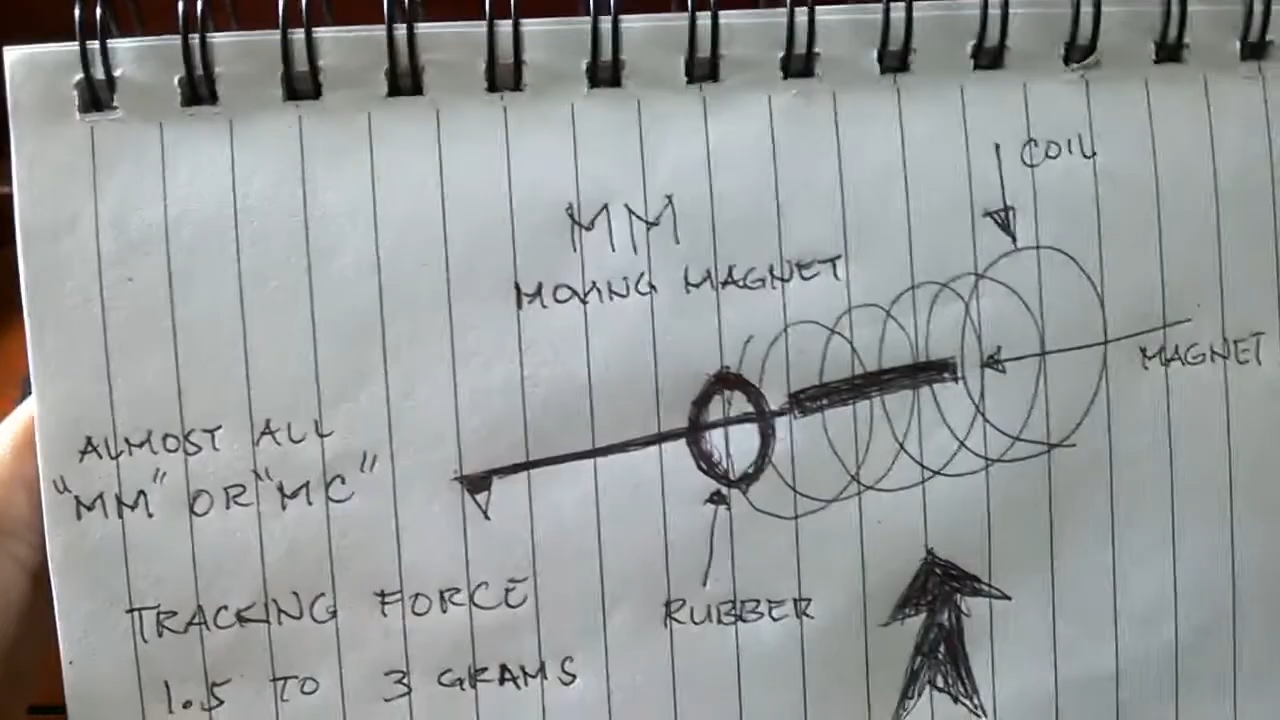 COIL
MM
MOVING MAGNET
MAGNET
ALMOST ALL
"MM" OR "MC"
RUBBER
TRACKING FORCE
1.5 TO 3 GRAMS